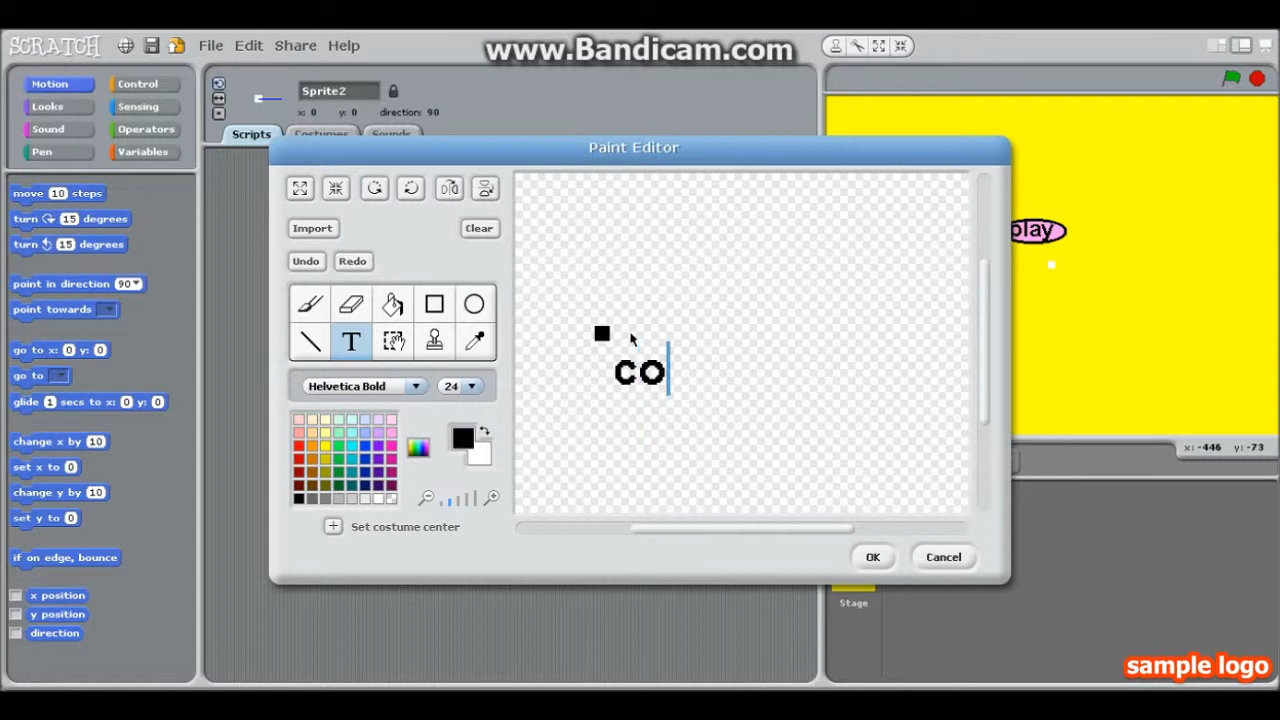 SCRATCH File Edit Share Help
www.Bandicam.com
Motion Control
Looks Sensing
Sound Operators
Pen Variables
Sprite2
x: 0 y: 0 direction: 90
Scripts Costumes Sounds
Paint Editor
move 10 steps
turn 15 degrees
turn 15 degrees
point in direction 90
point towards
go to x: 0 y: 0
go to
glide 1 secs to x: 0 y: 0
change x by 10
set x to 0
change y by 10
set y to 0
if on edge, bounce
x position
y position
direction
Import Clear
Undo Redo
T
Helvetica Bold 24
Set costume center
co
OK Cancel
play
x: -446 y: -73
Stage
sample logo